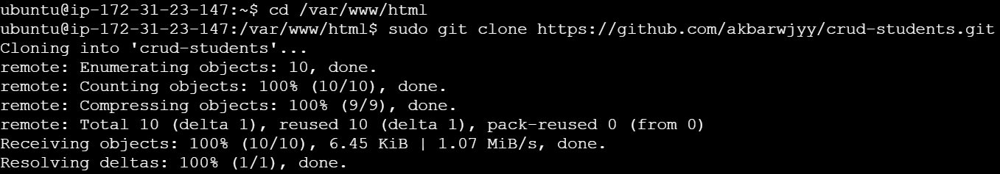 ubuntu@ip-172-31-23-147:~$ cd /var/www/html
ubuntu@ip-172-31-23-147:/var/www/html$ sudo git clone https://github.com/akbarwjyy/crud-students.git
Cloning into 'crud-students'...
remote: Enumerating objects: 10, done.
remote: Counting objects: 100% (10/10), done.
remote: Compressing objects: 100% (9/9), done.
remote: Total 10 (delta 1), reused 10 (delta 1), pack-reused 0 (from 0)
Receiving objects: 100% (10/10), 6.45 KiB | 1.07 MiB/s, done.
Resolving deltas: 100% (1/1), done.